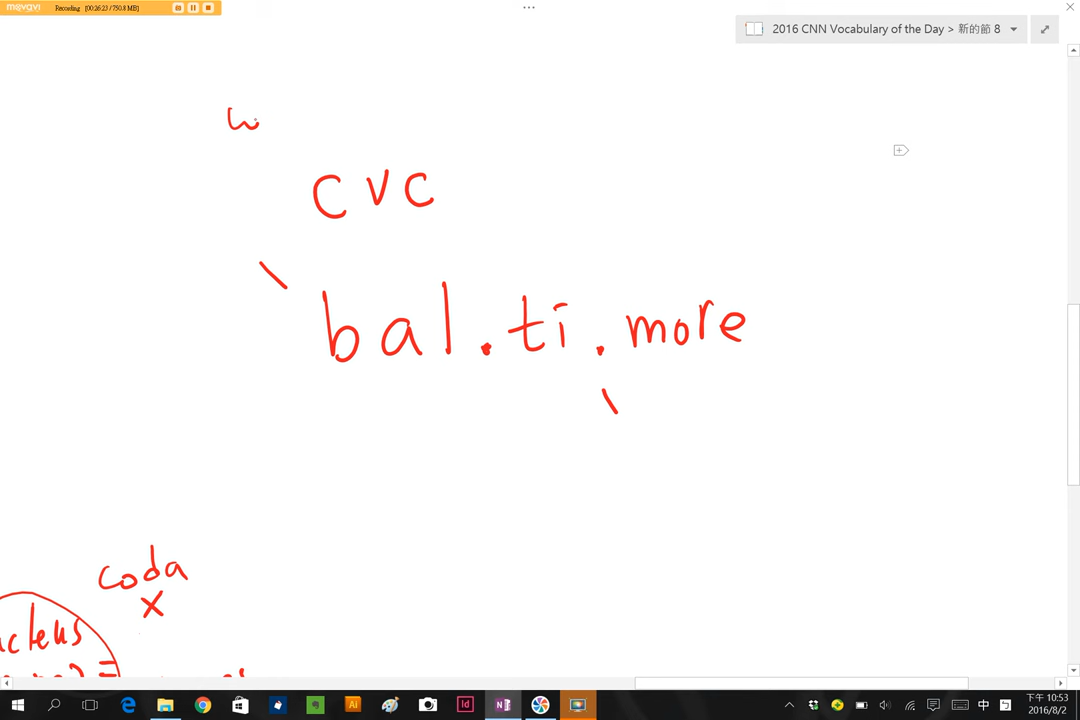 movavi Recording [00:26:23 / 750.8 MB]
2016 CNN Vocabulary of the Day > 新的節 8
CVC
bal.ti.more
coda
x
下午 10:53
中
2016/8/2